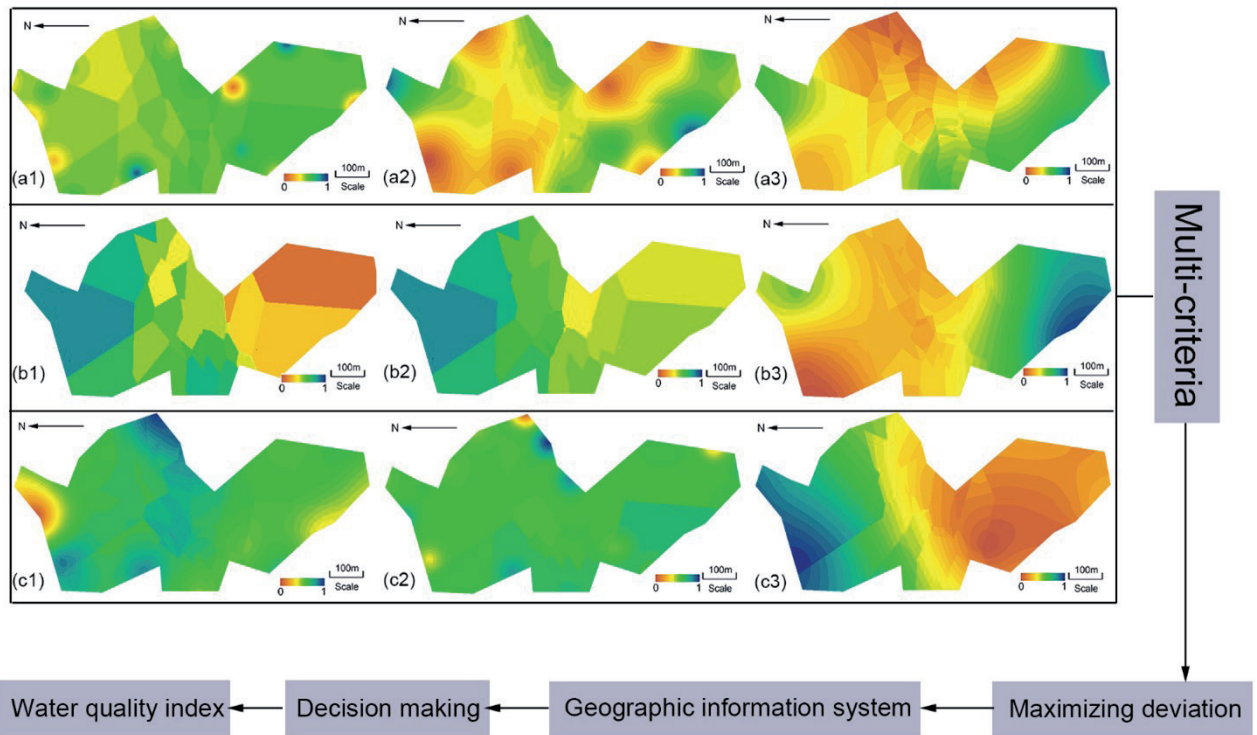 N
100m
0 1 Scale
(a1)
N
100m
0 1 Scale
(a2)
N
100m
0 1 Scale
(a3)
N
100m
0 1 Scale
(b1)
N
100m
0 1 Scale
(b2)
N
100m
0 1 Scale
(b3)
N
100m
0 1 Scale
(c1)
N
100m
0 1 Scale
(c2)
N
100m
0 1 Scale
(c3)
Multi-criteria
Maximizing deviation
Geographic information system
Decision making
Water quality index